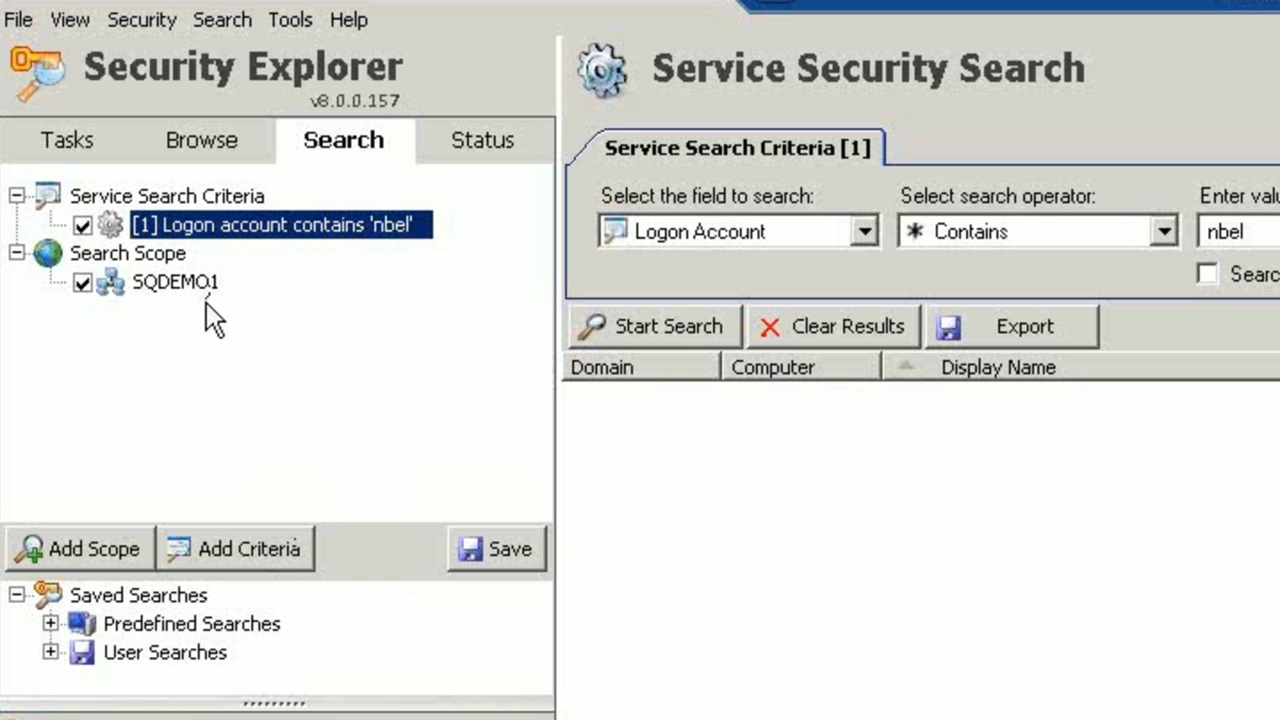 File View Security Search Tools Help
Security Explorer
v8.0.0.157
Tasks Browse Search Status
Service Search Criteria
[1] Logon account contains 'nbel'
Search Scope
SQDEMO1
Add Scope Add Criteria Save
Saved Searches
Predefined Searches
User Searches
Service Security Search
Service Search Criteria [1]
Select the field to search: Select search operator: Enter valu
Logon Account Contains nbel
Searc
Start Search Clear Results Export
Domain Computer Display Name